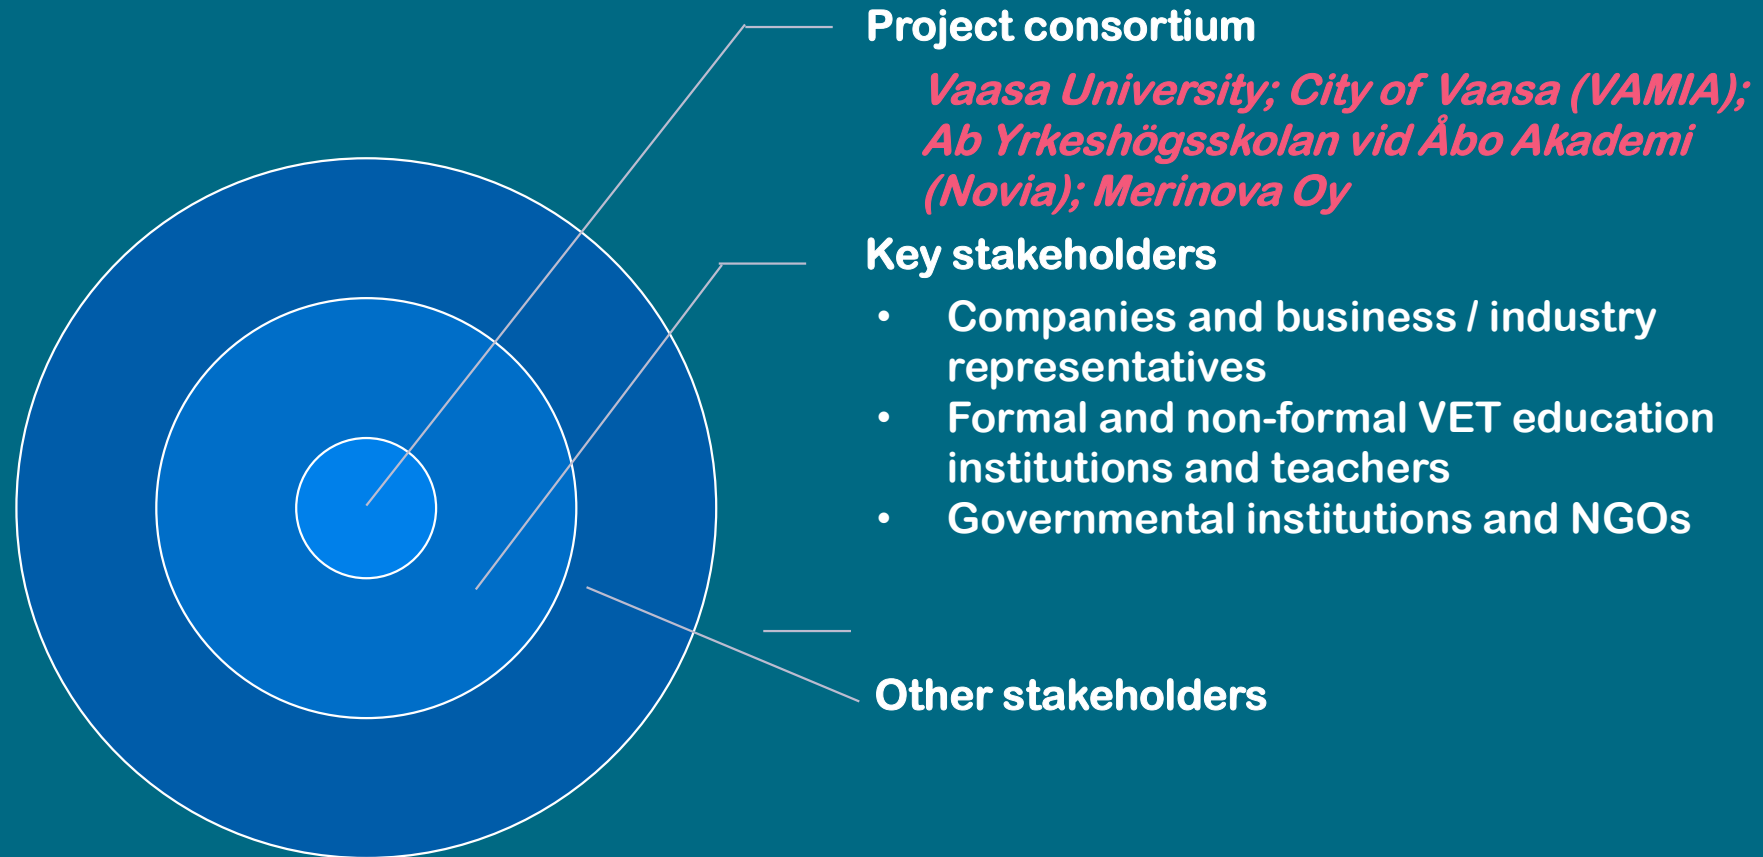 Project consortium
Vaasa University; City of Vaasa (VAMIA);
Ab Yrkeshögsskolan vid Åbo Akademi
(Novia); Merinova Oy
Key stakeholders
• Companies and business / industry
representatives
• Formal and non-formal VET education
institutions and teachers
• Governmental institutions and NGOs
Other stakeholders